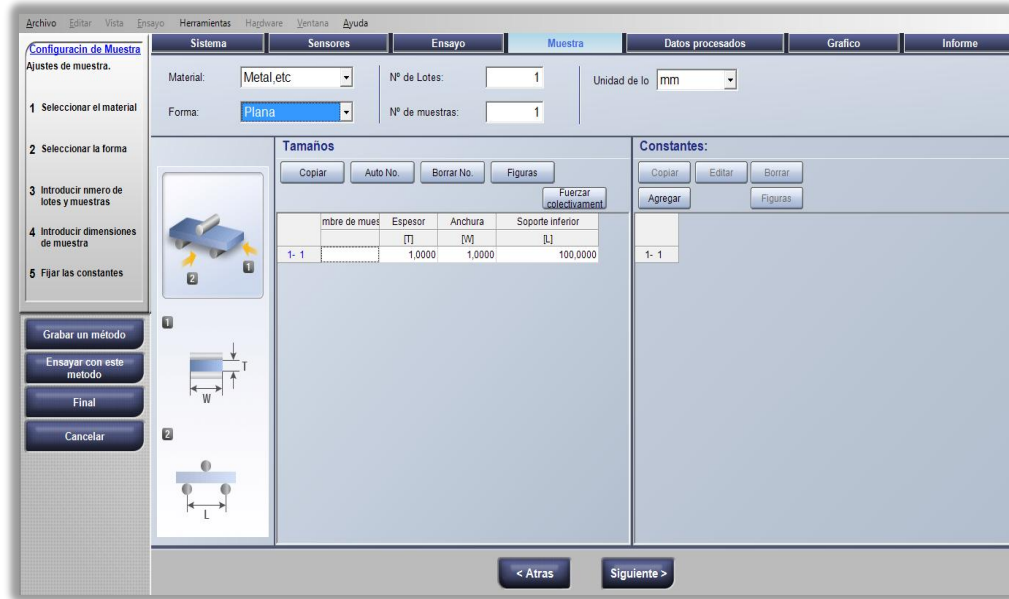 Archivo Editar Vista Ensayo Herramientas Hardware Ventana Ayuda
Configuracin de Muestra
Ajustes de muestra.
1 Seleccionar el material
2 Seleccionar la forma
3 Introducir nmero de
lotes y muestras
4 Introducir dimensiones
de muestra
5 Fijar las constantes
Grabar un método
Ensayar con este
metodo
Final
Cancelar
Sistema Sensores Ensayo Muestra Datos procesados Grafico Informe
Material: Metal,etc Nº de Lotes: 1 Unidad de lo mm
Forma: Plana Nº de muestras: 1
1
2
1
T
W
2
L
Tamaños
Copiar Auto No. Borrar No. Figuras
Fuerzar
colectivament
mbre de mues Espesor Anchura Soporte inferior
[T] [W] [L]
1- 1 1,0000 1,0000 100,0000
Constantes:
Copiar Editar Borrar
Agregar Figuras
1- 1
< Atras Siguiente >